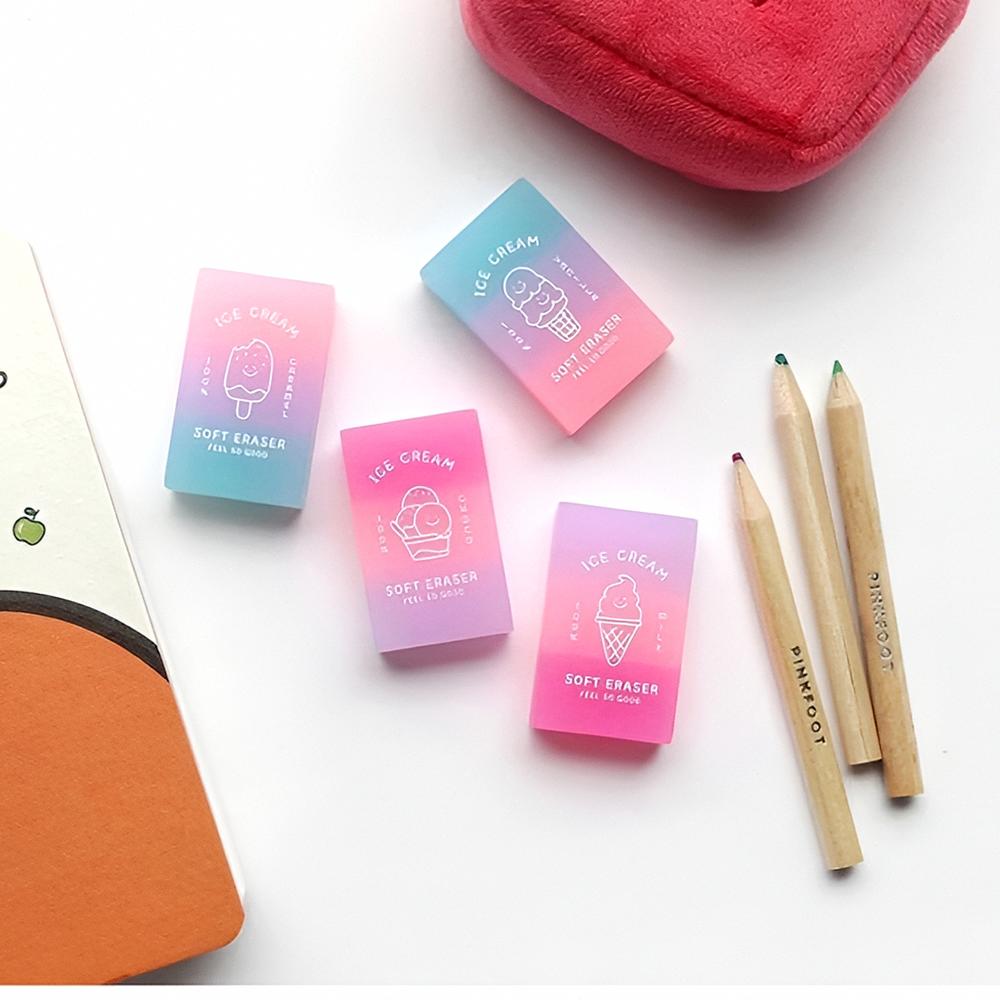 ICE CREAM
100%
CARAMEL
SOFT ERASER
FEEL SO GOOD
ICE CREAM
100%
SOFT ERASER
FEEL SO GOOD
ICE CREAM
100%
SOFT ERASER
FEEL SO GOOD
ICE CREAM
100%
MILK
SOFT ERASER
FEEL SO GOOD
PINKFOOT
PINKFOOT